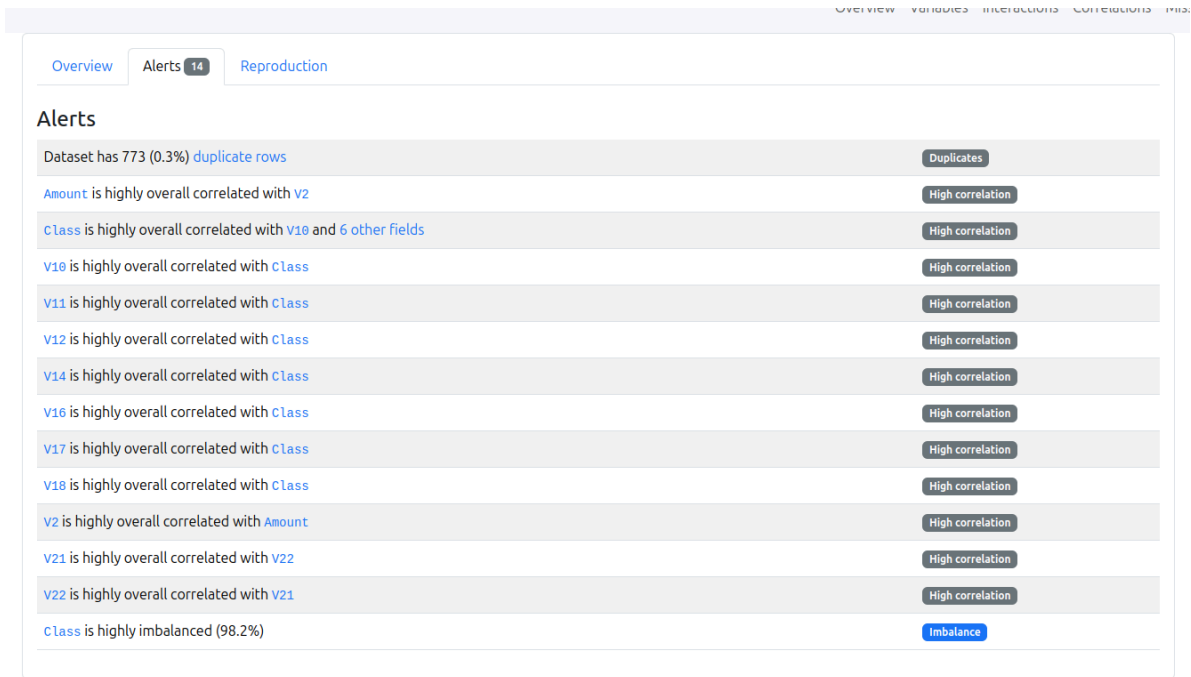 Overview Variables Interactions Correlations Miss
Overview Alerts 14 Reproduction
Alerts
Dataset has 773 (0.3%) duplicate rows Duplicates
Amount is highly overall correlated with V2 High correlation
Class is highly overall correlated with V10 and 6 other fields High correlation
V10 is highly overall correlated with Class High correlation
V11 is highly overall correlated with Class High correlation
V12 is highly overall correlated with Class High correlation
V14 is highly overall correlated with Class High correlation
V16 is highly overall correlated with Class High correlation
V17 is highly overall correlated with Class High correlation
V18 is highly overall correlated with Class High correlation
V2 is highly overall correlated with Amount High correlation
V21 is highly overall correlated with V22 High correlation
V22 is highly overall correlated with V21 High correlation
Class is highly imbalanced (98.2%) Imbalance